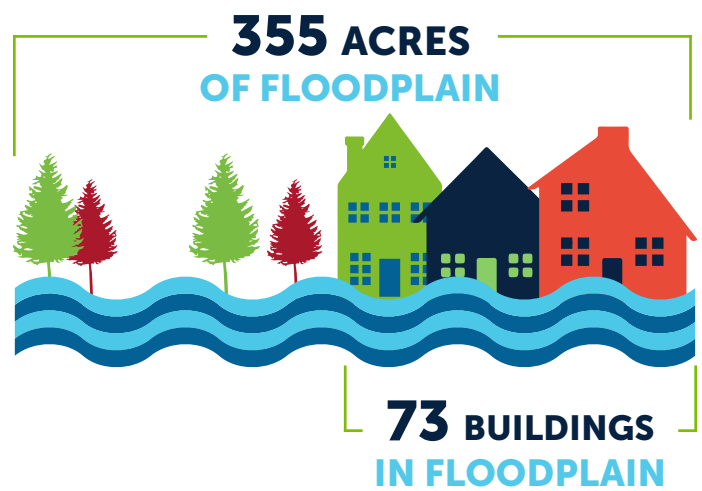 355 ACRES
OF FLOODPLAIN
73 BUILDINGS
IN FLOODPLAIN